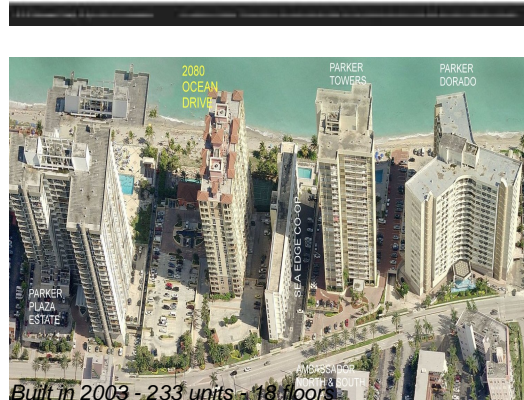 2080
OCEAN
DRIVE
PARKER
TOWERS
PARKER
DORADO
SEA EDGE CO-OP
PARKER
PLAZA
ESTATE
AMBASSADOR
NORTH & SOUTH
Built in 2003 - 233 units - 18 floors